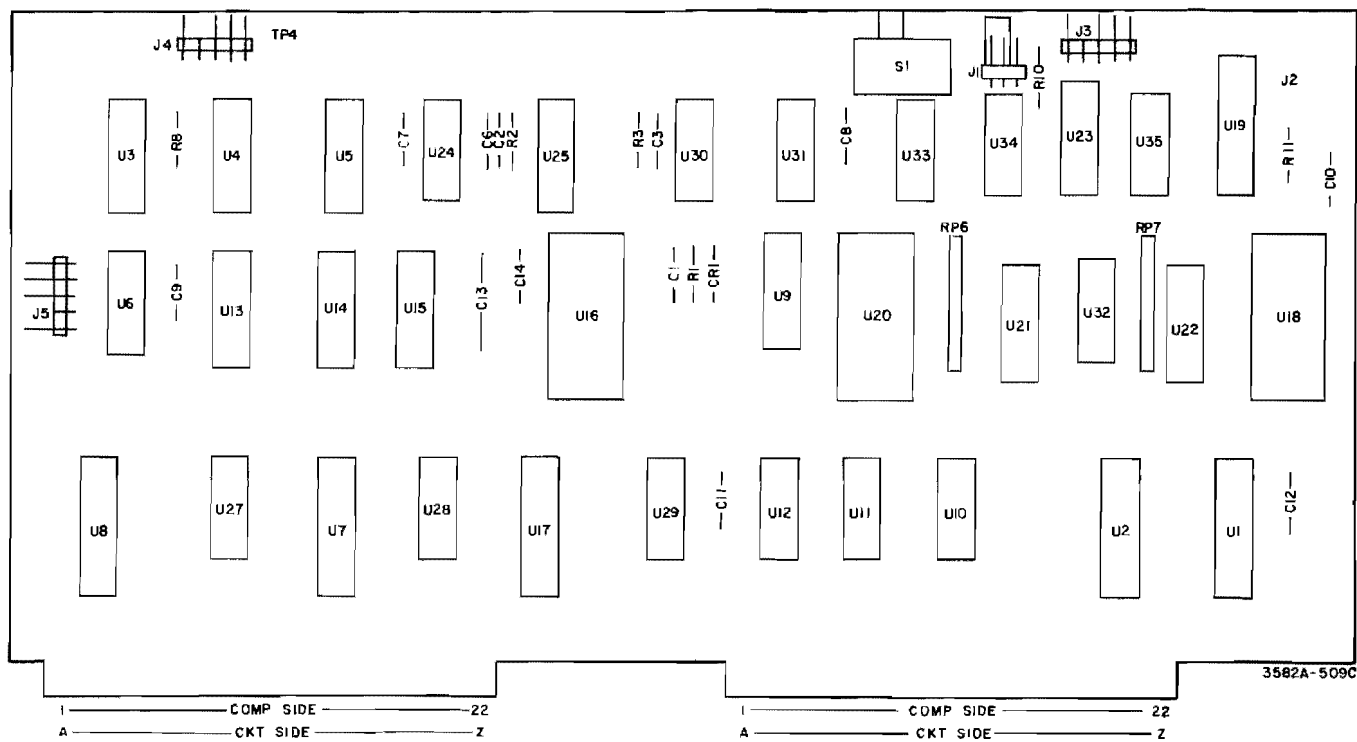 J4 TP4 S1 J1 R10 J3 J2
U3 R8 U4 U5 C7 U24 C6 C2 R2 U25 R3 C3 U30 U31 C8 U33 U34 U23 U35 U19 R11 C10
RP6 RP7
J5 U6 C9 U13 U14 U15 C13 C14 U16 C1 R1 CR1 U9 U20 U21 U32 U22 U18
U8 U27 U7 U28 U17 U29 C11 U12 U11 U10 U2 U1 C12
3582A-509C
1 COMP SIDE 22 1 COMP SIDE 22
A CKT SIDE Z A CKT SIDE Z